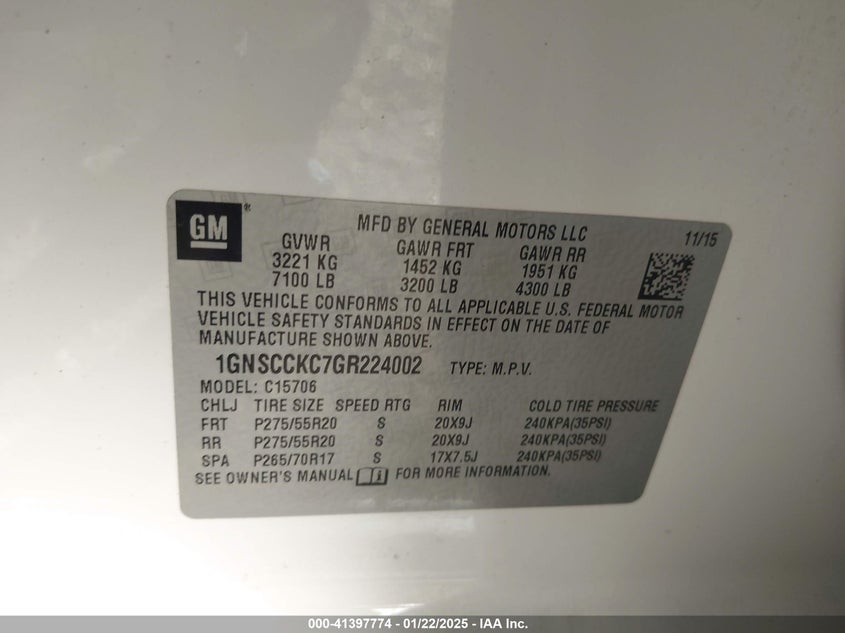 GM ®
MFD BY GENERAL MOTORS LLC
11/15
GVWR GAWR FRT GAWR RR
3221 KG 1452 KG 1951 KG
7100 LB 3200 LB 4300 LB
THIS VEHICLE CONFORMS TO ALL APPLICABLE U.S. FEDERAL MOTOR
VEHICLE SAFETY STANDARDS IN EFFECT ON THE DATE OF
MANUFACTURE SHOWN ABOVE.
1GNSCCKC7GR224002 TYPE: M.P.V.
MODEL: C15706
CHLJ TIRE SIZE SPEED RTG RIM COLD TIRE PRESSURE
FRT P275/55R20 S 20X9J 240KPA(35PSI)
RR P275/55R20 S 20X9J 240KPA(35PSI)
SPA P265/70R17 S 17X7.5J 240KPA(35PSI)
SEE OWNER'S MANUAL FOR MORE INFORMATION.
000-41397774 - 01/22/2025 - IAA Inc.